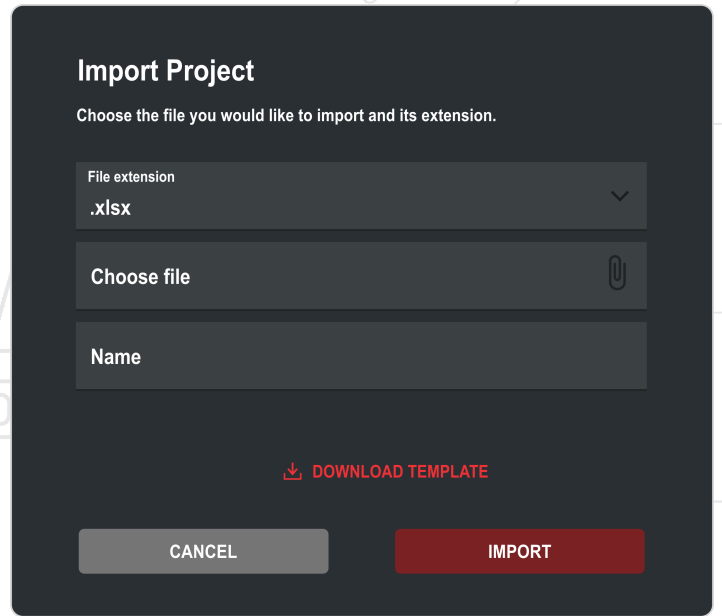 Import Project
Choose the file you would like to import and its extension.
File extension
.xlsx
Choose file
Name
DOWNLOAD TEMPLATE
CANCEL IMPORT